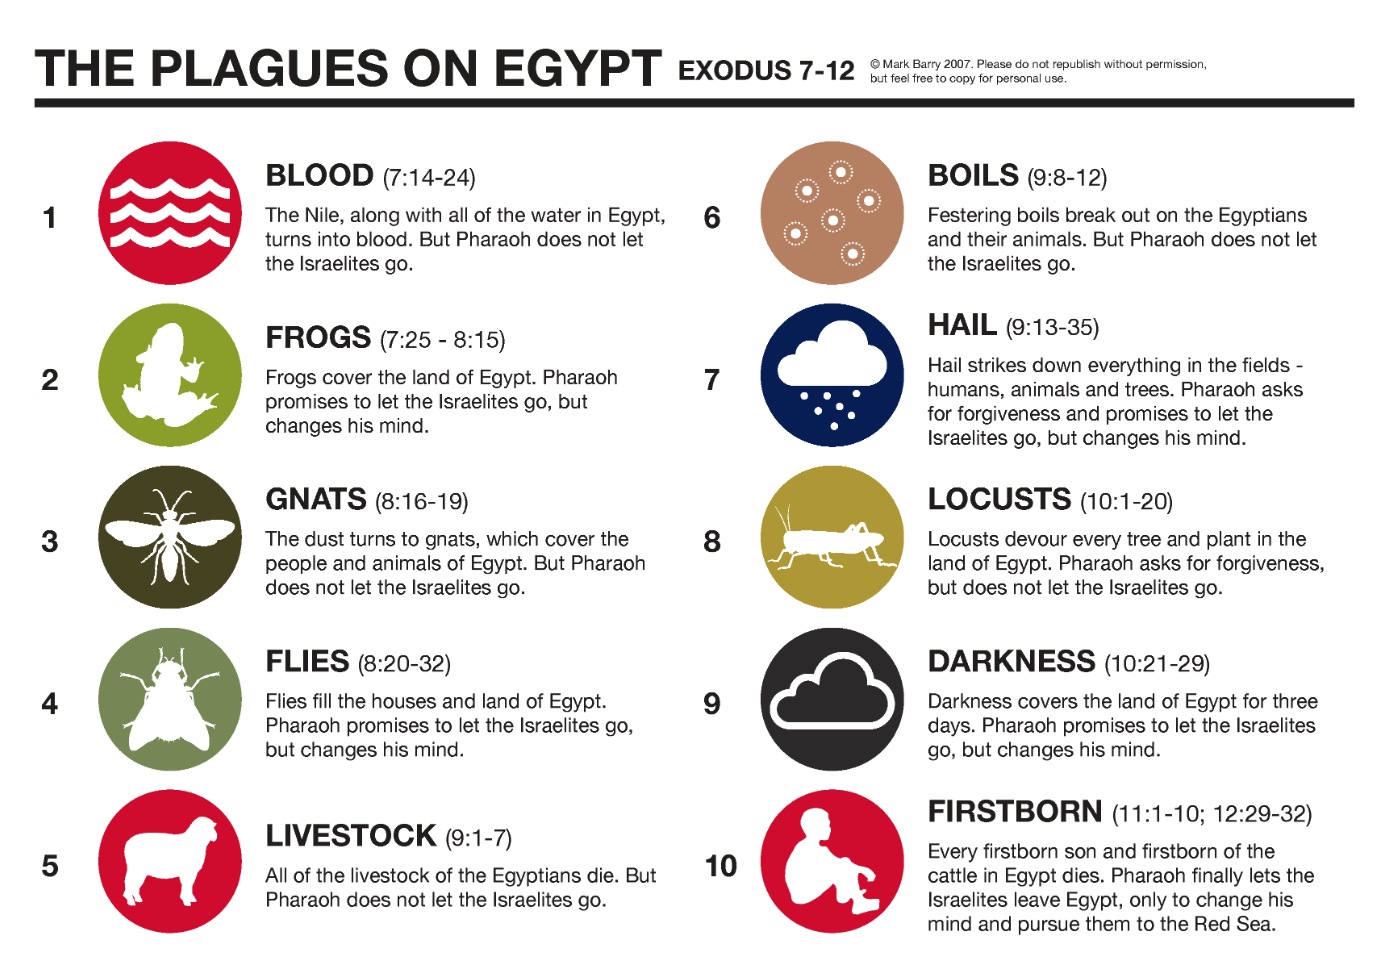 THE PLAGUES ON EGYPT EXODUS 7-12
© Mark Barry 2007. Please do not republish without permission,
but feel free to copy for personal use.
1
BLOOD (7:14-24)
The Nile, along with all of the water in Egypt,
turns into blood. But Pharaoh does not let
the Israelites go.
2
FROGS (7:25 - 8:15)
Frogs cover the land of Egypt. Pharaoh
promises to let the Israelites go, but
changes his mind.
3
GNATS (8:16-19)
The dust turns to gnats, which cover the
people and animals of Egypt. But Pharaoh
does not let the Israelites go.
4
FLIES (8:20-32)
Flies fill the houses and land of Egypt.
Pharaoh promises to let the Israelites go,
but changes his mind.
5
LIVESTOCK (9:1-7)
All of the livestock of the Egyptians die. But
Pharaoh does not let the Israelites go.
6
BOILS (9:8-12)
Festering boils break out on the Egyptians
and their animals. But Pharaoh does not let
the Israelites go.
7
HAIL (9:13-35)
Hail strikes down everything in the fields -
humans, animals and trees. Pharaoh asks
for forgiveness and promises to let the
Israelites go, but changes his mind.
8
LOCUSTS (10:1-20)
Locusts devour every tree and plant in the
land of Egypt. Pharaoh asks for forgiveness,
but does not let the Israelites go.
9
DARKNESS (10:21-29)
Darkness covers the land of Egypt for three
days. Pharaoh promises to let the Israelites
go, but changes his mind.
10
FIRSTBORN (11:1-10; 12:29-32)
Every firstborn son and firstborn of the
cattle in Egypt dies. Pharaoh finally lets the
Israelites leave Egypt, only to change his
mind and pursue them to the Red Sea.